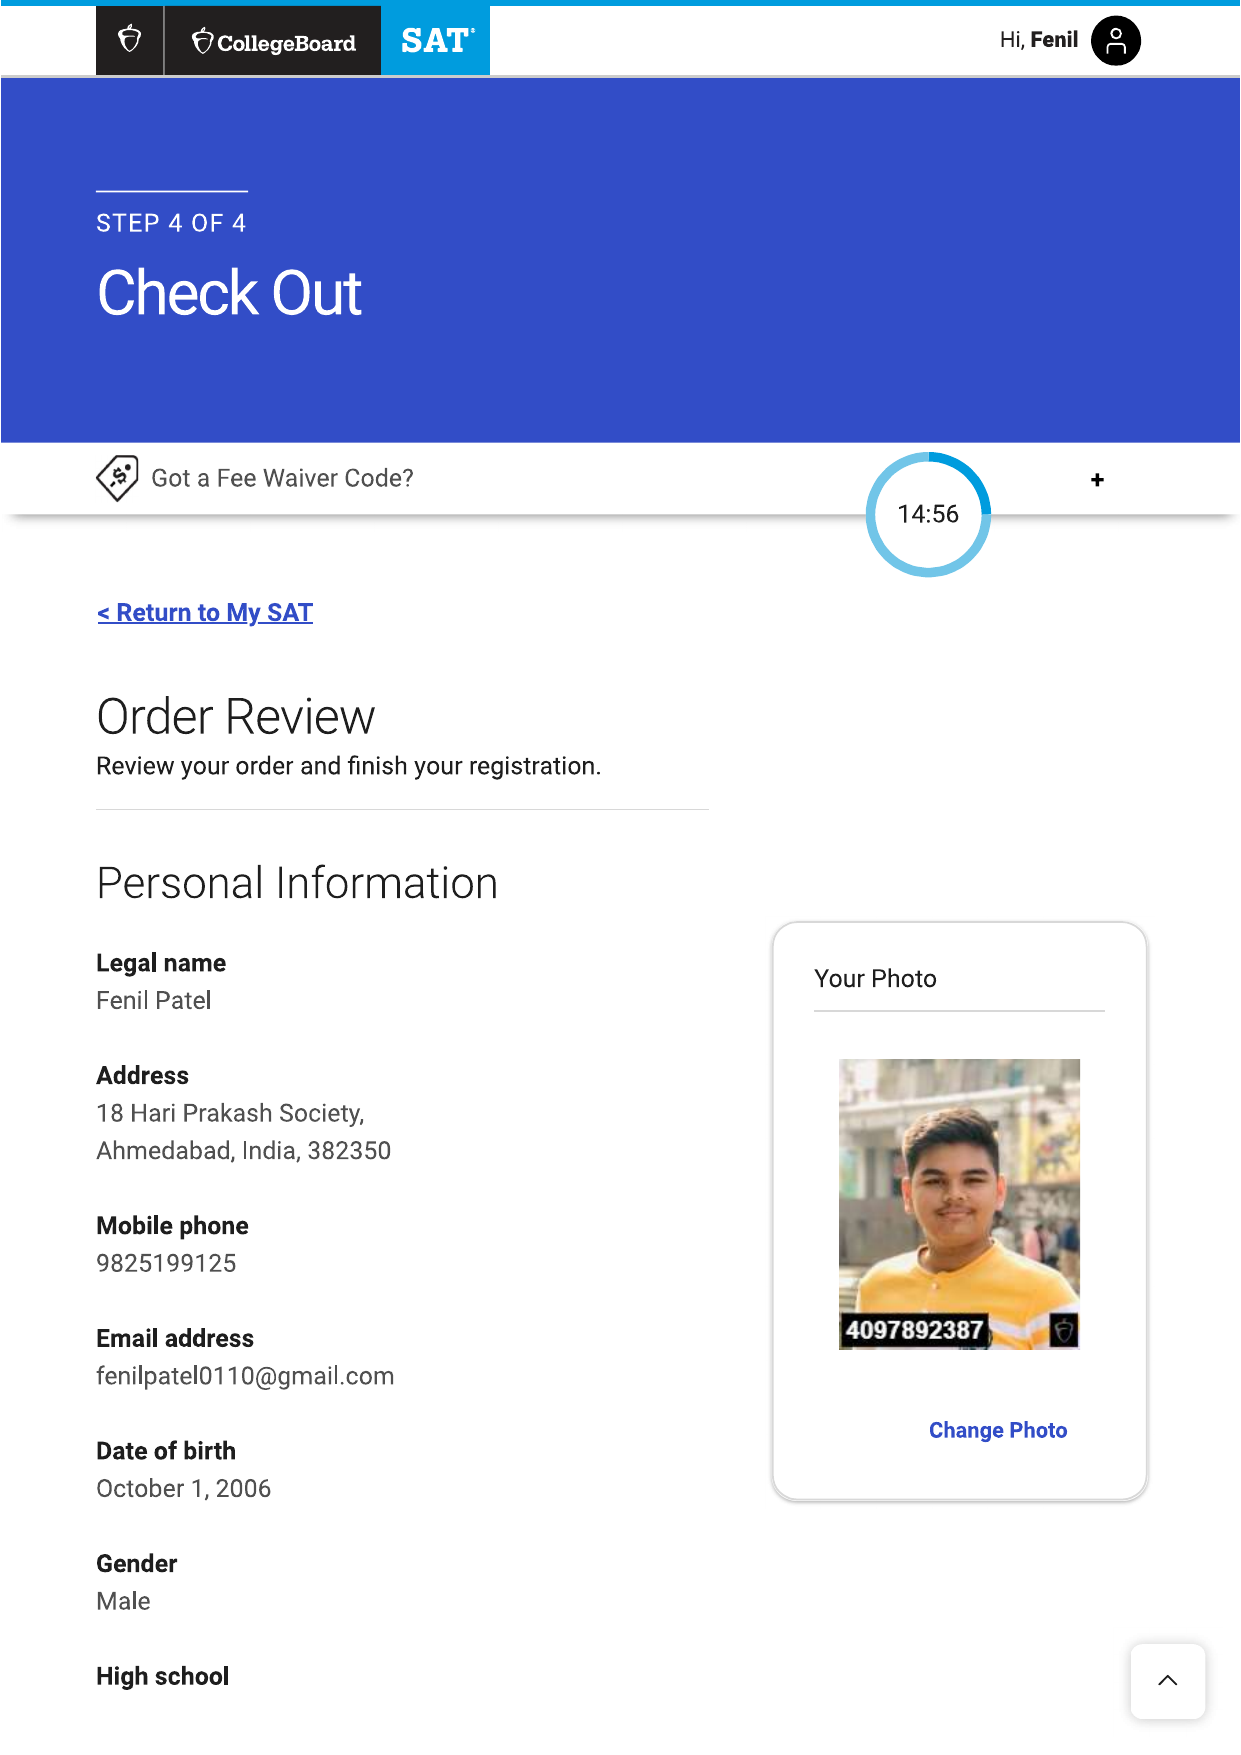 CollegeBoard
SAT®
Hi, Fenil
STEP 4 OF 4
Check Out
Got a Fee Waiver Code?
+
14:56
< Return to My SAT
Order Review
Review your order and finish your registration.
Personal Information
Legal name
Fenil Patel
Address
18 Hari Prakash Society,
Ahmedabad, India, 382350
Mobile phone
9825199125
Email address
fenilpatel0110@gmail.com
Date of birth
October 1, 2006
Gender
Male
High school
Your Photo
4097892387
Change Photo